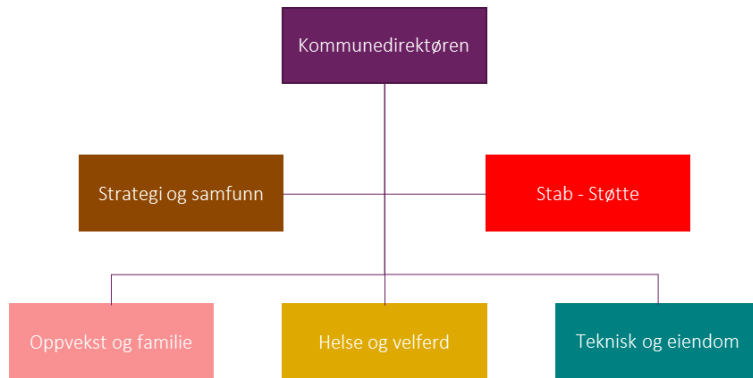 Kommunedirektøren
Strategi og samfunn
Stab - Støtte
Oppvekst og familie
Helse og velferd
Teknisk og eiendom